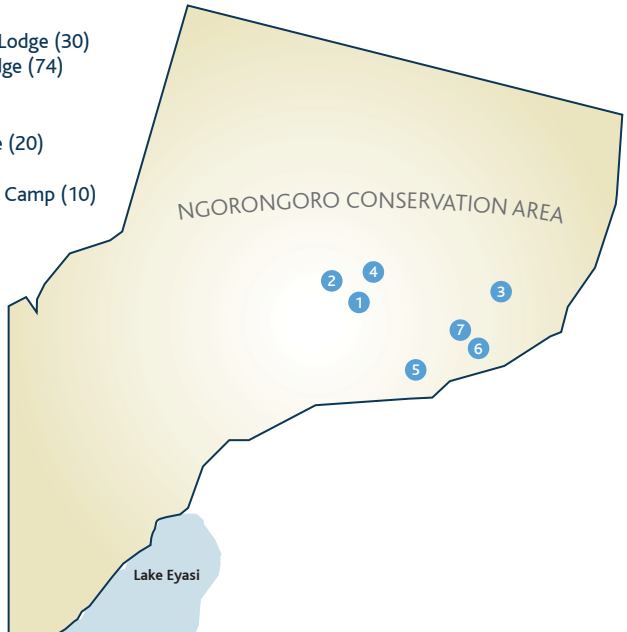 Lodge (30)
dge (74)
(20)
Camp (10)
NGORONGORO CONSERVATION AREA
2
4
1
3
7
6
5
Lake Eyasi